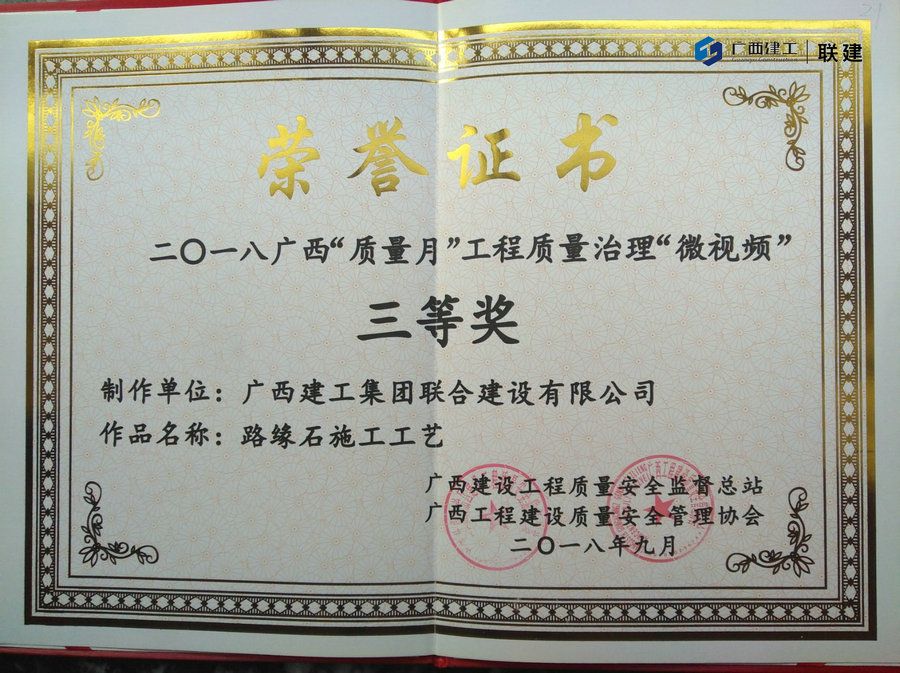 广西建工 | 联建
Guangxi Construction
荣誉证书
二〇一八广西“质量月”工程质量治理“微视频”
三等奖
制作单位：广西建工集团联合建设有限公司
作品名称：路缘石施工工艺
广西建设工程质量安全监督总站
广西工程建设质量安全管理协会
二〇一八年九月